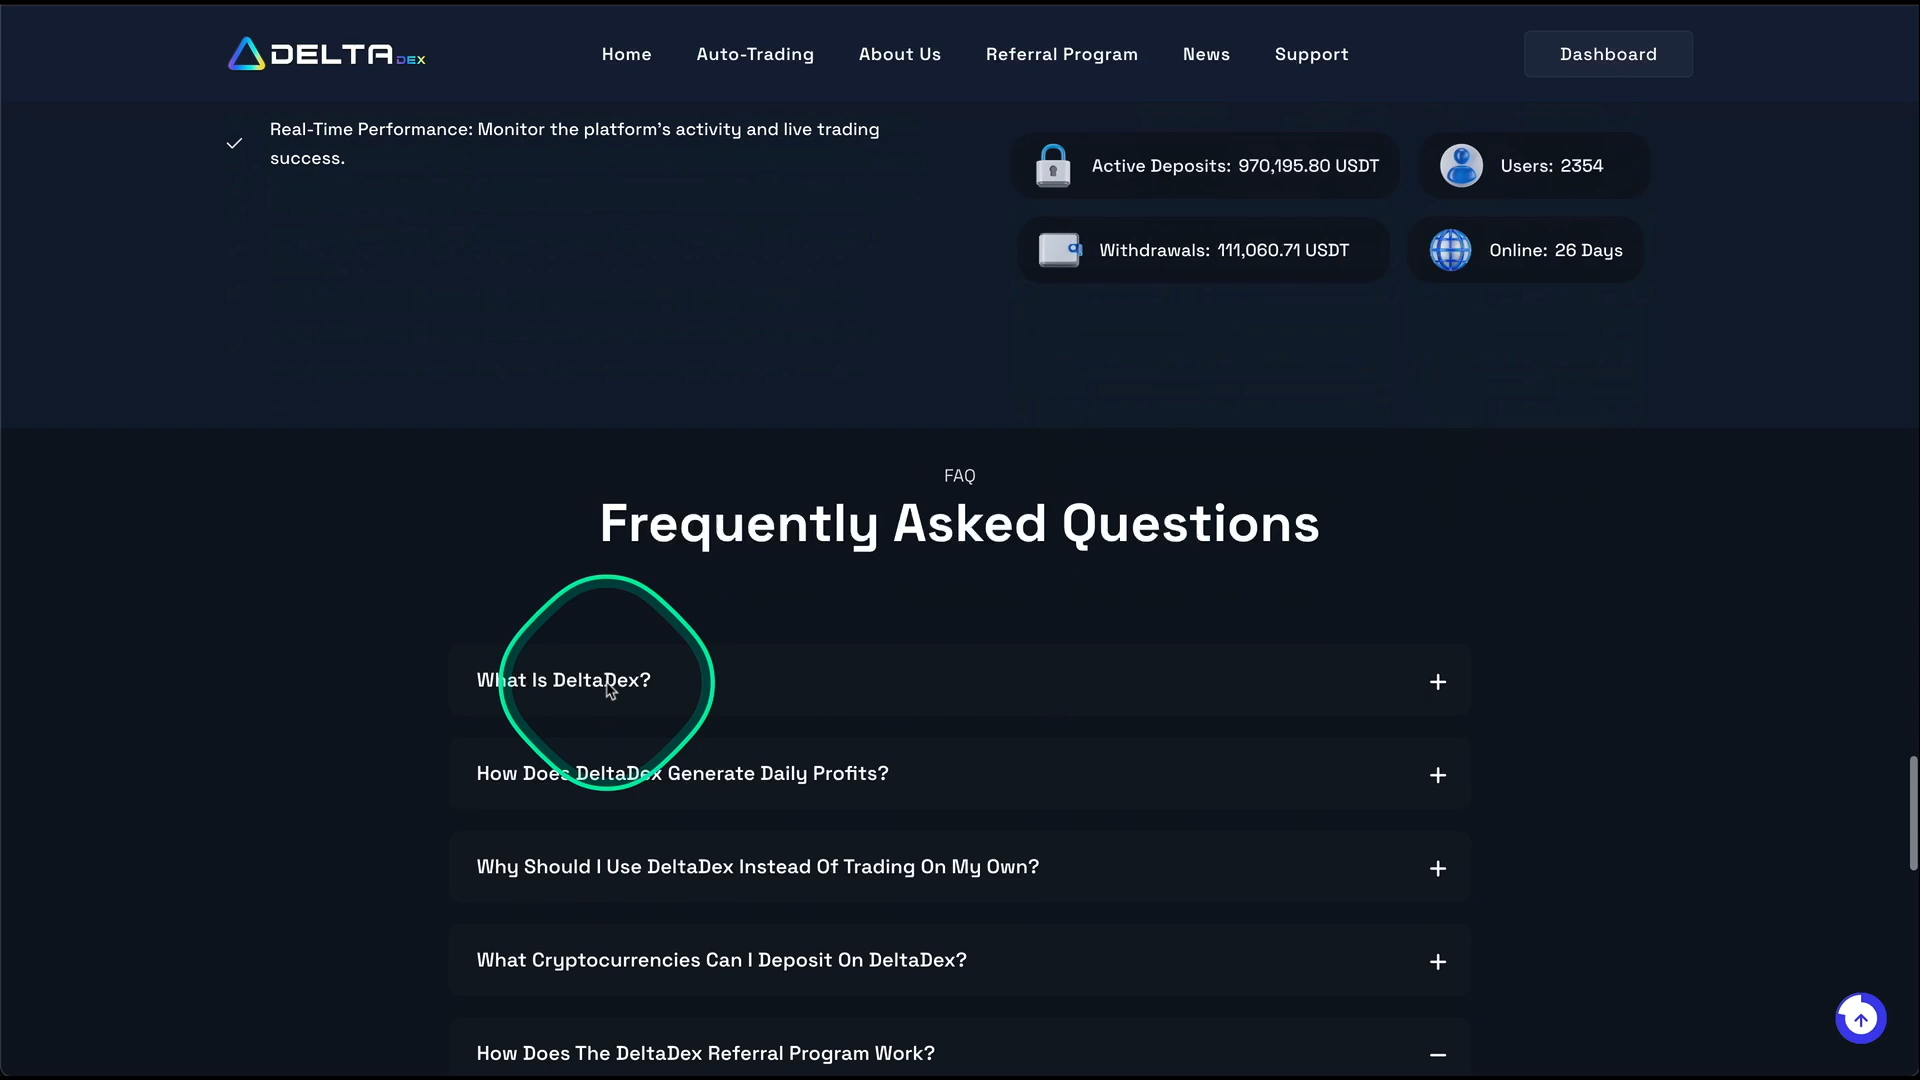 DELTA DEX
Home
Auto-Trading
About Us
Referral Program
News
Support
Dashboard
Real-Time Performance: Monitor the platform's activity and live trading
success.
Active Deposits: 970,195.80 USDT
Users: 2354
Withdrawals: 111,060.71 USDT
Online: 26 Days
FAQ
Frequently Asked Questions
What Is DeltaDex?
How Does DeltaDex Generate Daily Profits?
Why Should I Use DeltaDex Instead Of Trading On My Own?
What Cryptocurrencies Can I Deposit On DeltaDex?
How Does The DeltaDex Referral Program Work?